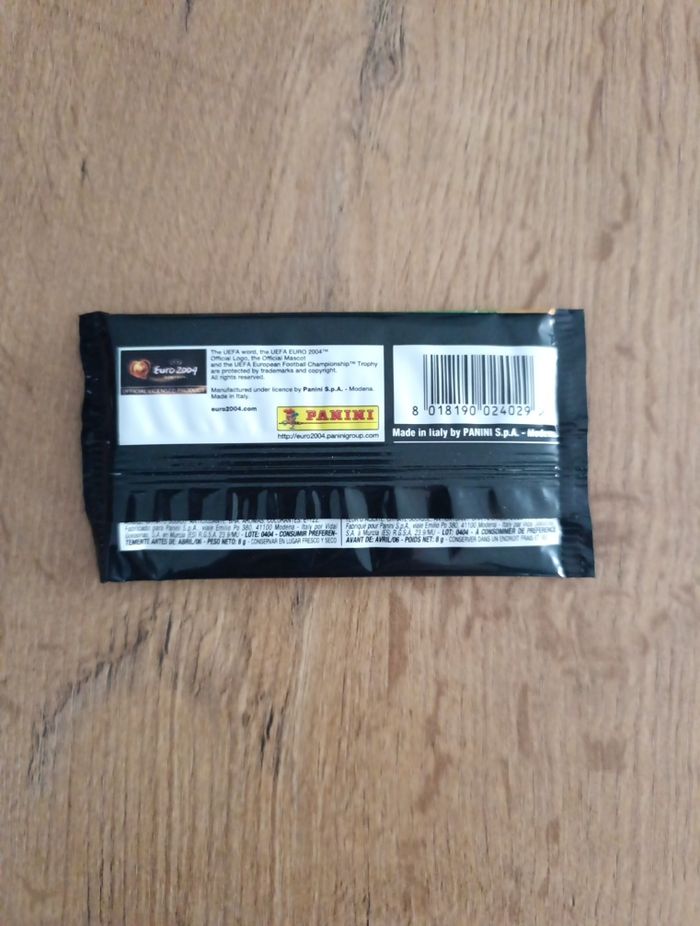 Euro 2004
OFFICIAL LICENSED PRODUCT
The UEFA word, the UEFA EURO 2004™
Official Logo, the Official Mascot
and the UEFA European Football Championship™ Trophy
are protected by trademarks and copyright.
All rights reserved.
Manufactured under licence by Panini S.p.A. - Modena.
Made in Italy.
euro2004.com
PANINI
http://euro2004.paninigroup.com
8 018190 024029
Made in Italy by PANINI S.p.A. - Modena
Fabricado para Panini S.p.A., viale Emilio Po 380, 41100 Modena - Italy por Vidal
Golosinas, S.A. en Murcia (ES) R.G.S.A. 23.9/MU - LOTE: 0404 - CONSUMIR PREFEREN-
TEMENTE ANTES DE: ABRIL/06 - PESO NETO: 8 g - CONSERVAR EN LUGAR FRESCO Y SECO
Fabriqué pour Panini S.p.A., viale Emilio Po 380, 41100 Modena - Italy par Vidal
S.A. à Murcia (ES) R.G.S.A. 23.9/MU - LOT: 0404 - À CONSOMMER DE PREFERENCE
AVANT DE: AVRIL/06 - POIDS NET: 8 g - CONSERVER DANS UN ENDROIT FRAIS ET